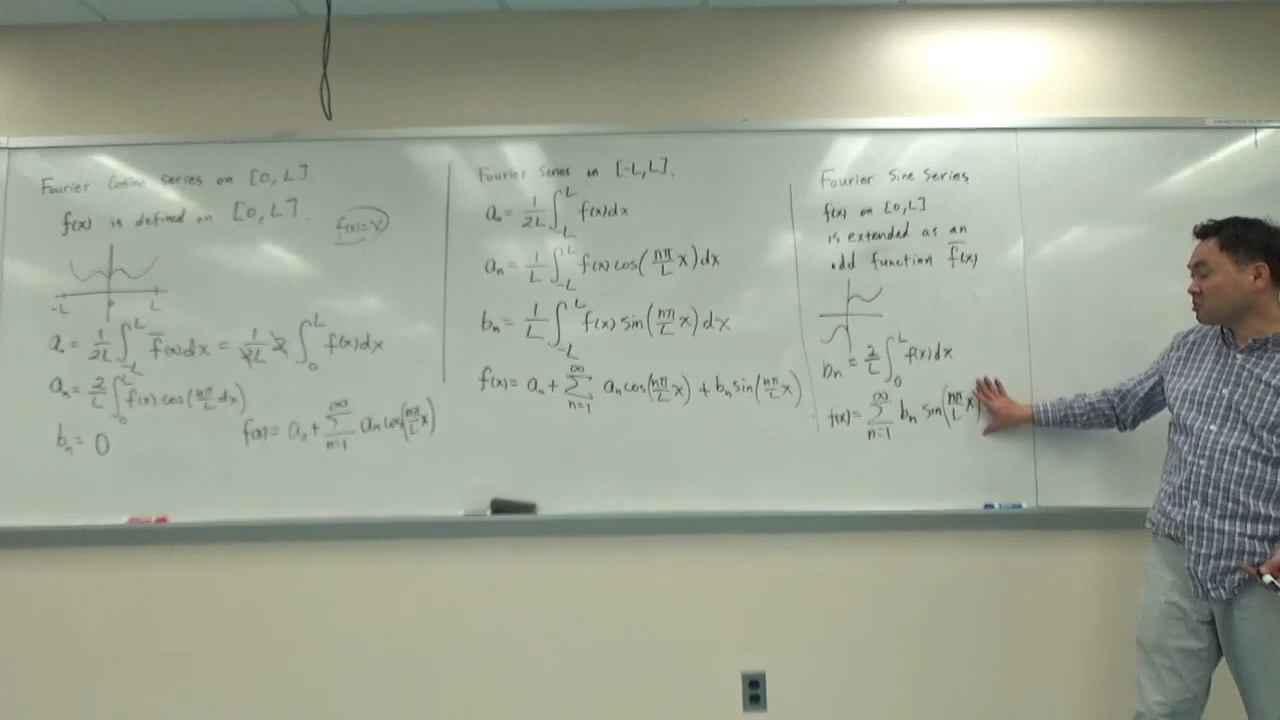 Fourier Cosine Series on [0, L]
f(x) is defined on [0, L].
f(x)=x
-L 0 L
a₀ = 1/2L ∫_{-L}^{L} f̅(x)dx = 1/2L 2 ∫_0^L f(x)dx
aₙ = 2/L ∫_0^L f(x) cos(nπ/L dx)
bₙ = 0
f(x) = a₀ + ∑_{n=1}^∞ aₙ cos(nπ/L x)
Fourier Series on [-L, L].
a₀ = 1/2L ∫_{-L}^{L} f(x)dx
aₙ = 1/L ∫_{-L}^{L} f(x) cos(nπ/L x)dx
bₙ = 1/L ∫_{-L}^{L} f(x) sin(nπ/L x)dx
f(x) = a₀ + ∑_{n=1}^∞ aₙ cos(nπ/L x) + bₙ sin(nπ/L x)
Fourier Sine Series
f(x) on [0, L]
is extended as an
odd function f̅(x)
bₙ = 2/L ∫_0^L f(x)dx
f(x) = ∑_{n=1}^∞ bₙ sin(nπ/L x)